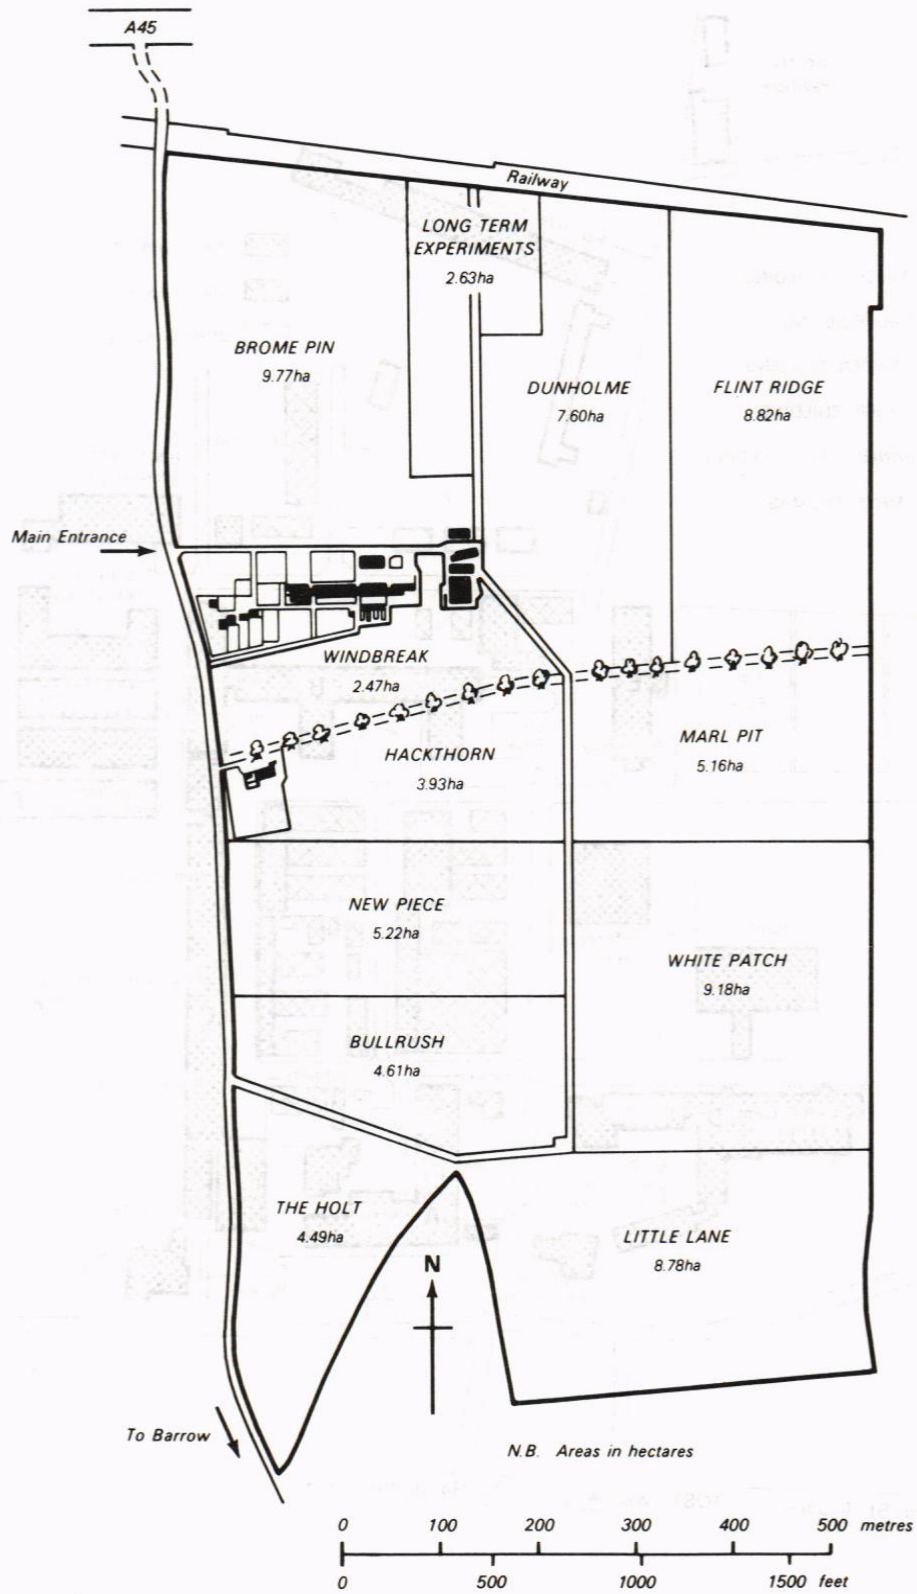 A45
Railway
LONG TERM
EXPERIMENTS
2.63ha
BROME PIN
9.77ha
DUNHOLME
7.60ha
FLINT RIDGE
8.82ha
Main Entrance
WINDBREAK
2.47ha
HACKTHORN
3.93ha
MARL PIT
5.16ha
NEW PIECE
5.22ha
WHITE PATCH
9.18ha
BULLRUSH
4.61ha
THE HOLT
4.49ha
LITTLE LANE
8.78ha
N
To Barrow
N.B. Areas in hectares
0 100 200 300 400 500 metres
0 500 1000 1500 feet